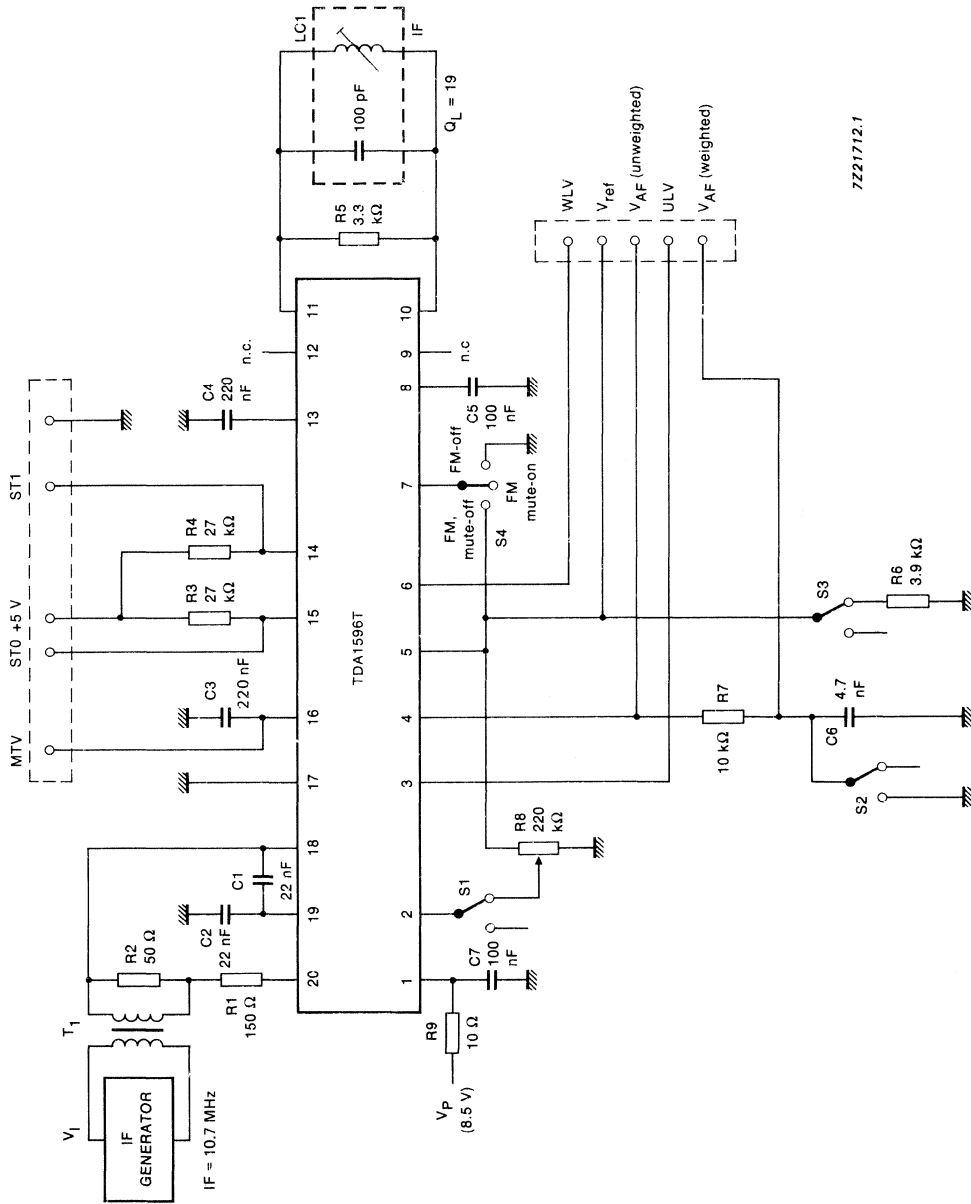 LC1
IF
100 pF
Q_L = 19
R5
3.3
kΩ
WLV
V_ref
V_AF (unweighted)
ULV
V_AF (weighted)
7Z21712.1
11
12
13
14
15
16
17
18
19
20
10
9
8
7
6
5
4
3
2
1
TDA1596T
n.c.
n.c
C4
220
nF
C5
100
nF
ST1
R4
27
kΩ
R3
27
kΩ
ST0 +5 V
MTV
C3
220 nF
FM-off
FM
mute-on
FM,
mute-off
S4
S3
R6
3.9 kΩ
R7
10 kΩ
4.7
nF
C6
S2
R8
220
kΩ
S1
C1
22 nF
C2
22 nF
R2
50 Ω
R1
150 Ω
C7
100
nF
R9
10 Ω
V_P
(8.5 V)
T_1
V_I
IF
GENERATOR
IF = 10.7 MHz